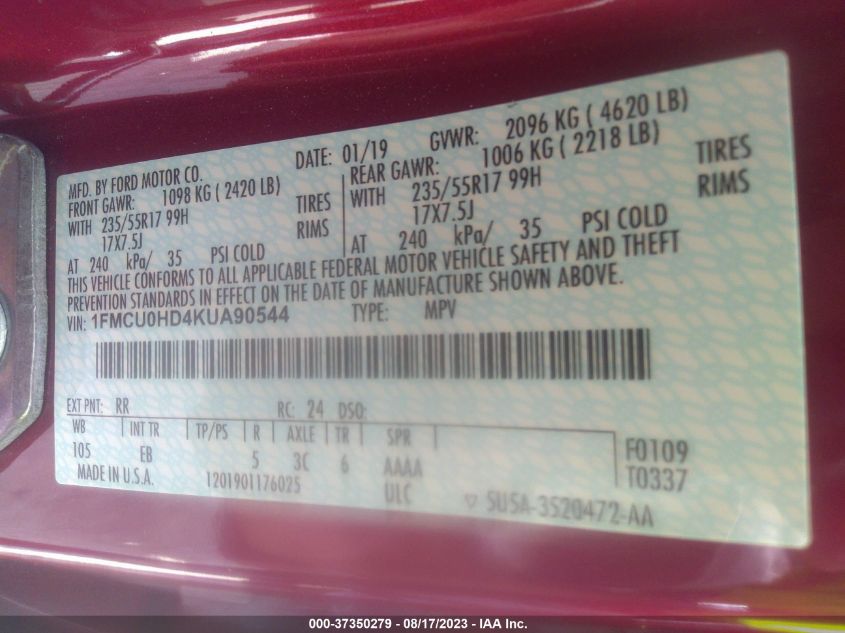 MFD. BY FORD MOTOR CO. DATE: 01/19 GVWR: 2096 KG ( 4620 LB)
FRONT GAWR: 1098 KG ( 2420 LB) REAR GAWR: 1006 KG ( 2218 LB)
WITH 235/55R17 99H TIRES WITH 235/55R17 99H TIRES
17X7.5J RIMS 17X7.5J RIMS
AT 240 kPa/ 35 PSI COLD AT 240 kPa/ 35 PSI COLD
THIS VEHICLE CONFORMS TO ALL APPLICABLE FEDERAL MOTOR VEHICLE SAFETY AND THEFT
PREVENTION STANDARDS IN EFFECT ON THE DATE OF MANUFACTURE SHOWN ABOVE.
VIN: 1FMCU0HD4KUA90544 TYPE: MPV
EXT PNT: RR RC: 24 DSO:
WB INT TR TP/PS R AXLE TR SPR
105 EB 5 3C 6 AAAA F0109
MADE IN U.S.A. 1201901176025 ULC T0337
5U5A-3520472-AA
000-37350279 - 08/17/2023 - IAA Inc.